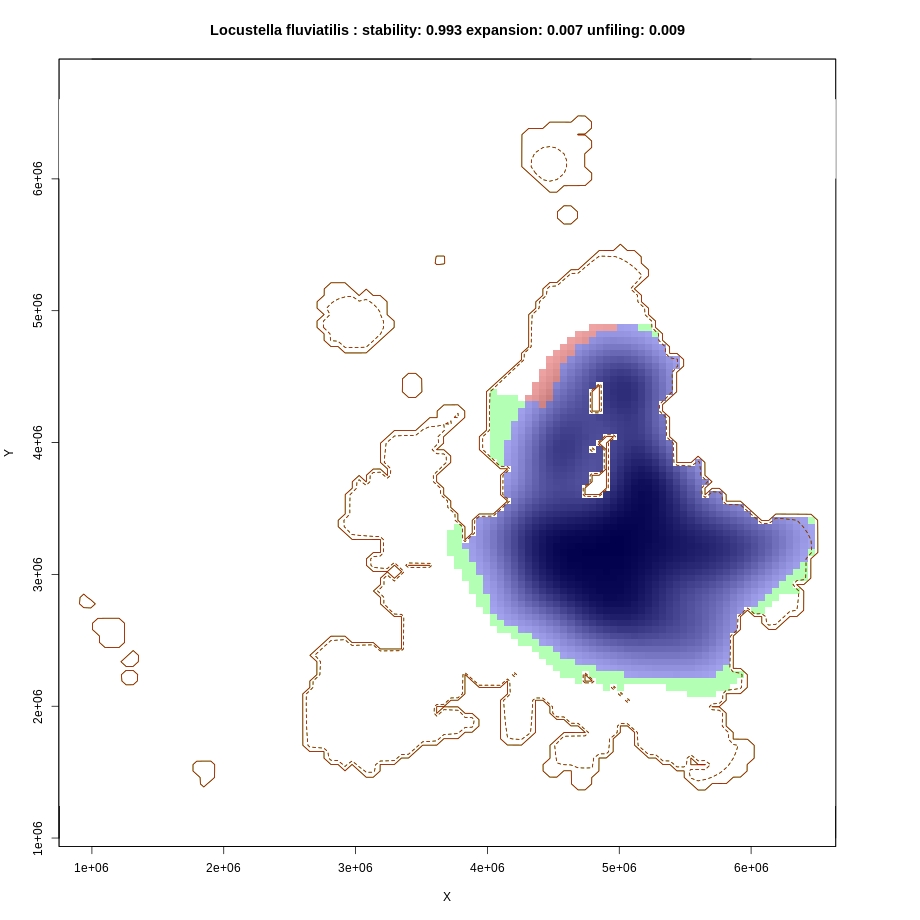 Locustella fluviatilis : stability: 0.993 expansion: 0.007 unfiling: 0.009
6e+06
5e+06
4e+06
Y
3e+06
2e+06
1e+06
1e+06 2e+06 3e+06 4e+06 5e+06 6e+06
X